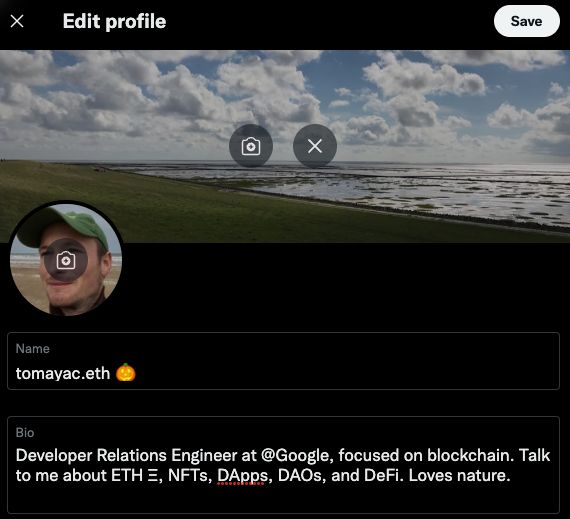 Edit profile
Save
Name
tomayac.eth 🎃
Bio
Developer Relations Engineer at @Google, focused on blockchain. Talk
to me about ETH Ξ, NFTs, DApps, DAOs, and DeFi. Loves nature.